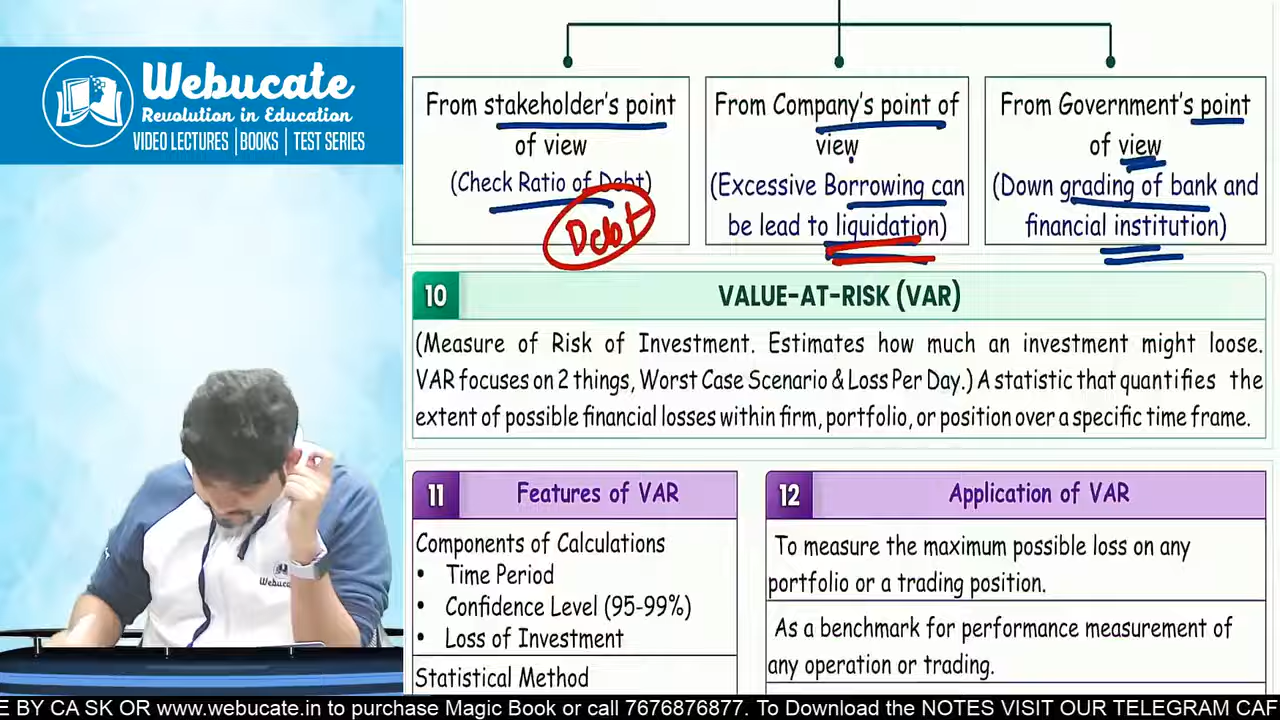 Webucate
Revolution in Education
VIDEO LECTURES | BOOKS | TEST SERIES
From stakeholder's point
of view
(Check Ratio of Debt)
Debt
From Company's point of
view
(Excessive Borrowing can
be lead to liquidation)
From Government's point
of view
(Down grading of bank and
financial institution)
10 VALUE-AT-RISK (VAR)
(Measure of Risk of Investment. Estimates how much an investment might loose.
VAR focuses on 2 things, Worst Case Scenario & Loss Per Day.) A statistic that quantifies the
extent of possible financial losses within firm, portfolio, or position over a specific time frame.
11 Features of VAR
Components of Calculations
• Time Period
• Confidence Level (95-99%)
• Loss of Investment
Statistical Method
12 Application of VAR
To measure the maximum possible loss on any
portfolio or a trading position.
As a benchmark for performance measurement of
any operation or trading.
Webucate
E BY CA SK OR www.webucate.in to purchase Magic Book or call 7676876877. To Download the NOTES VISIT OUR TELEGRAM CAF